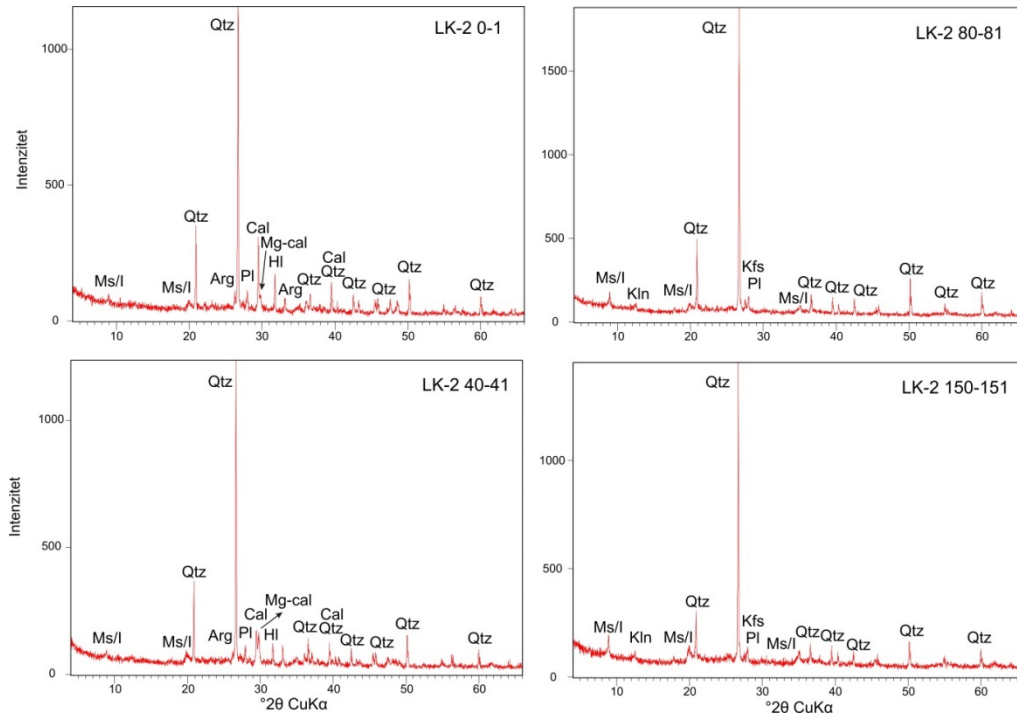 LK-2 0-1
Intenzitet
1000
500
0
Qtz
Qtz
Cal
Mg-cal
Hl
Cal
Qtz
Arg
Pl
Ms/I
Ms/I
Arg
Qtz
Qtz
Qtz
Qtz
Qtz
10 20 30 40 50 60
LK-2 80-81
1500
1000
500
0
Qtz
Qtz
Kfs
Pl
Ms/I
Kln
Ms/I
Ms/I
Qtz
Qtz
Qtz
Qtz
Qtz
Qtz
10 20 30 40 50 60
LK-2 40-41
Intenzitet
1000
500
0
Qtz
Qtz
Mg-cal
Cal
Cal
Qtz
Arg
Pl
Hl
Ms/I
Ms/I
Qtz
Qtz
Qtz
Qtz
Qtz
10 20 30 40 50 60
°2θ CuKα
LK-2 150-151
1000
500
0
Qtz
Qtz
Kfs
Pl
Ms/I
Kln
Ms/I
Ms/I
Qtz
Qtz
Qtz
Qtz
Qtz
10 20 30 40 50 60
°2θ CuKα